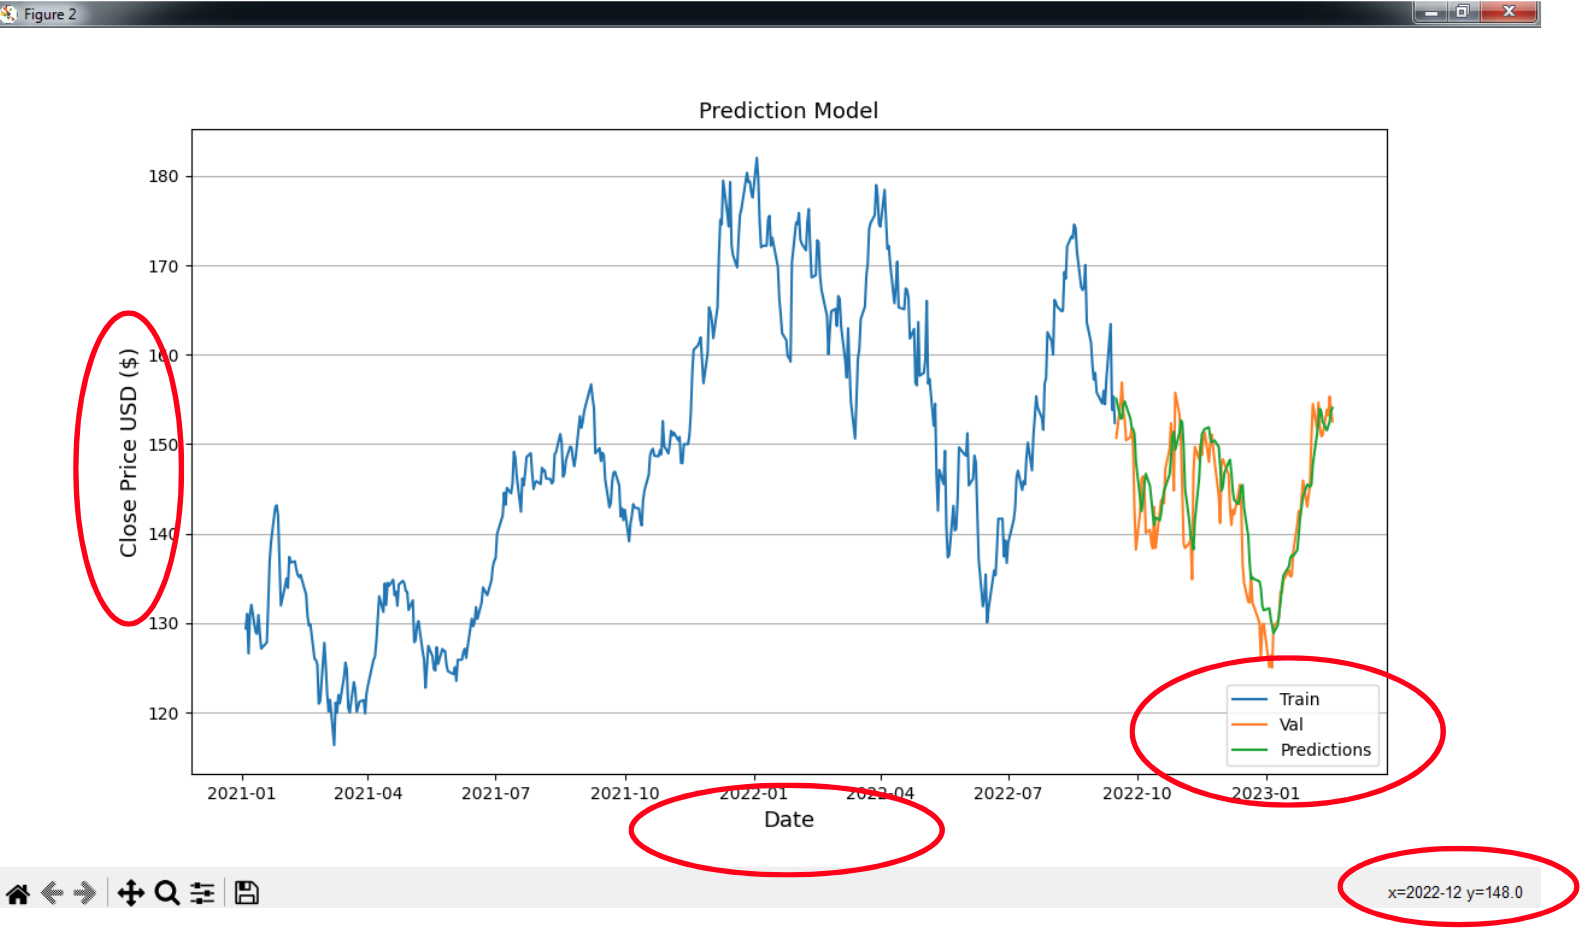 Figure 2
Prediction Model
Close Price USD ($)
180
170
160
150
140
130
120
Train
Val
Predictions
2021-01 2021-04 2021-07 2021-10 2022-01 2022-04 2022-07 2022-10 2023-01
Date
x=2022-12 y=148.0